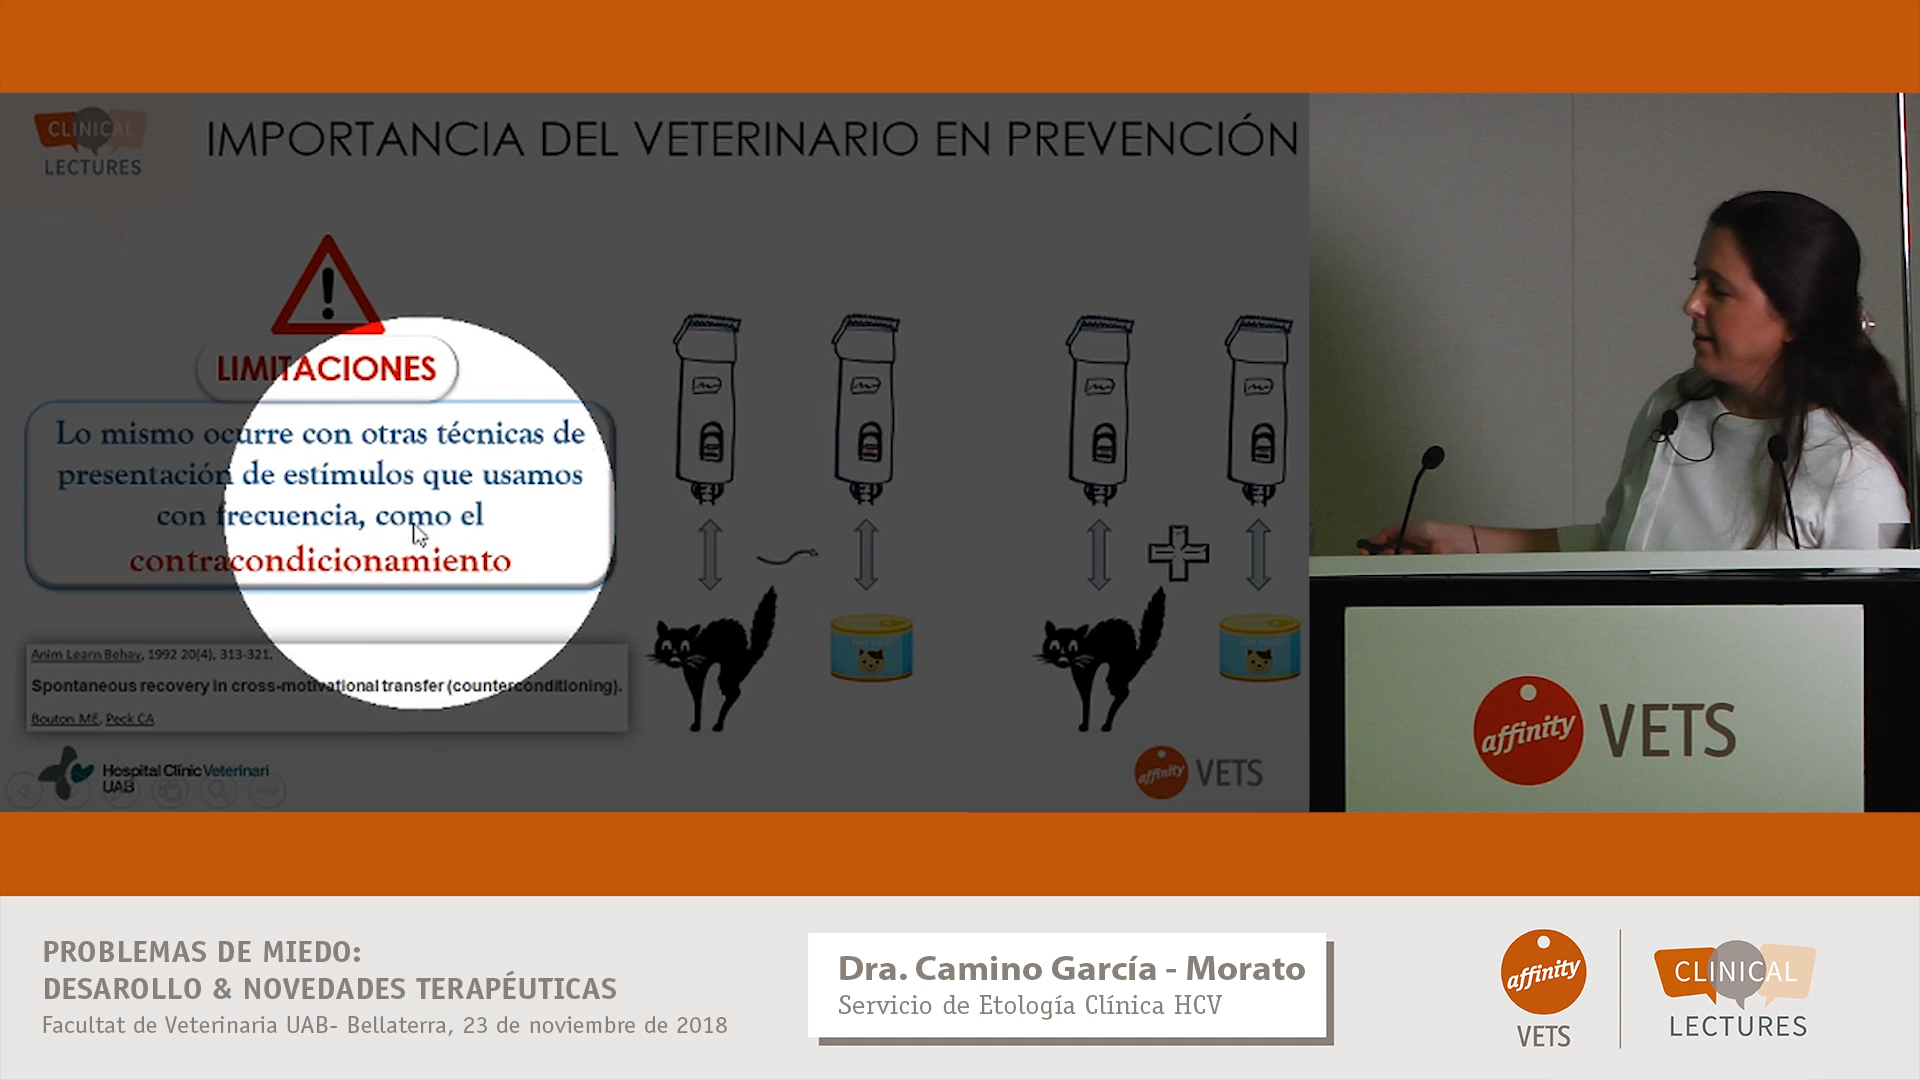 CLINICAL
LECTURES
IMPORTANCIA DEL VETERINARIO EN PREVENCIÓN
LIMITACIONES
Lo mismo ocurre con otras técnicas de
presentación de estímulos que usamos
con frecuencia, como el
contracondicionamiento
Anim Learn Behav, 1992 20(4), 313-321.
Spontaneous recovery in cross-motivational transfer (counterconditioning).
Bouton ME, Peck CA
Hospital Clínic Veterinari
UAB
affinity VETS
affinity VETS
PROBLEMAS DE MIEDO:
DESAROLLO & NOVEDADES TERAPÉUTICAS
Facultat de Veterinaria UAB- Bellaterra, 23 de noviembre de 2018
Dra. Camino García - Morato
Servicio de Etología Clínica HCV
affinity
VETS
CLINICAL
LECTURES